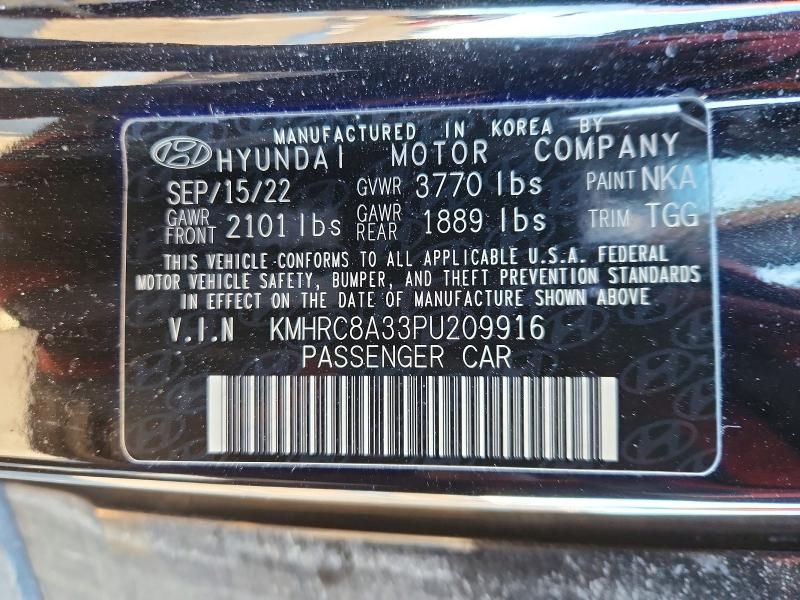 MANUFACTURED IN KOREA BY
HYUNDAI MOTOR COMPANY
SEP/15/22 GVWR 3770 lbs PAINT NKA
GAWR FRONT 2101 lbs GAWR REAR 1889 lbs TRIM TGG
THIS VEHICLE CONFORMS TO ALL APPLICABLE U.S.A. FEDERAL
MOTOR VEHICLE SAFETY, BUMPER, AND THEFT PREVENTION STANDARDS
IN EFFECT ON THE DATE OF MANUFACTURE SHOWN ABOVE
V.I.N KMHRC8A33PU209916
PASSENGER CAR